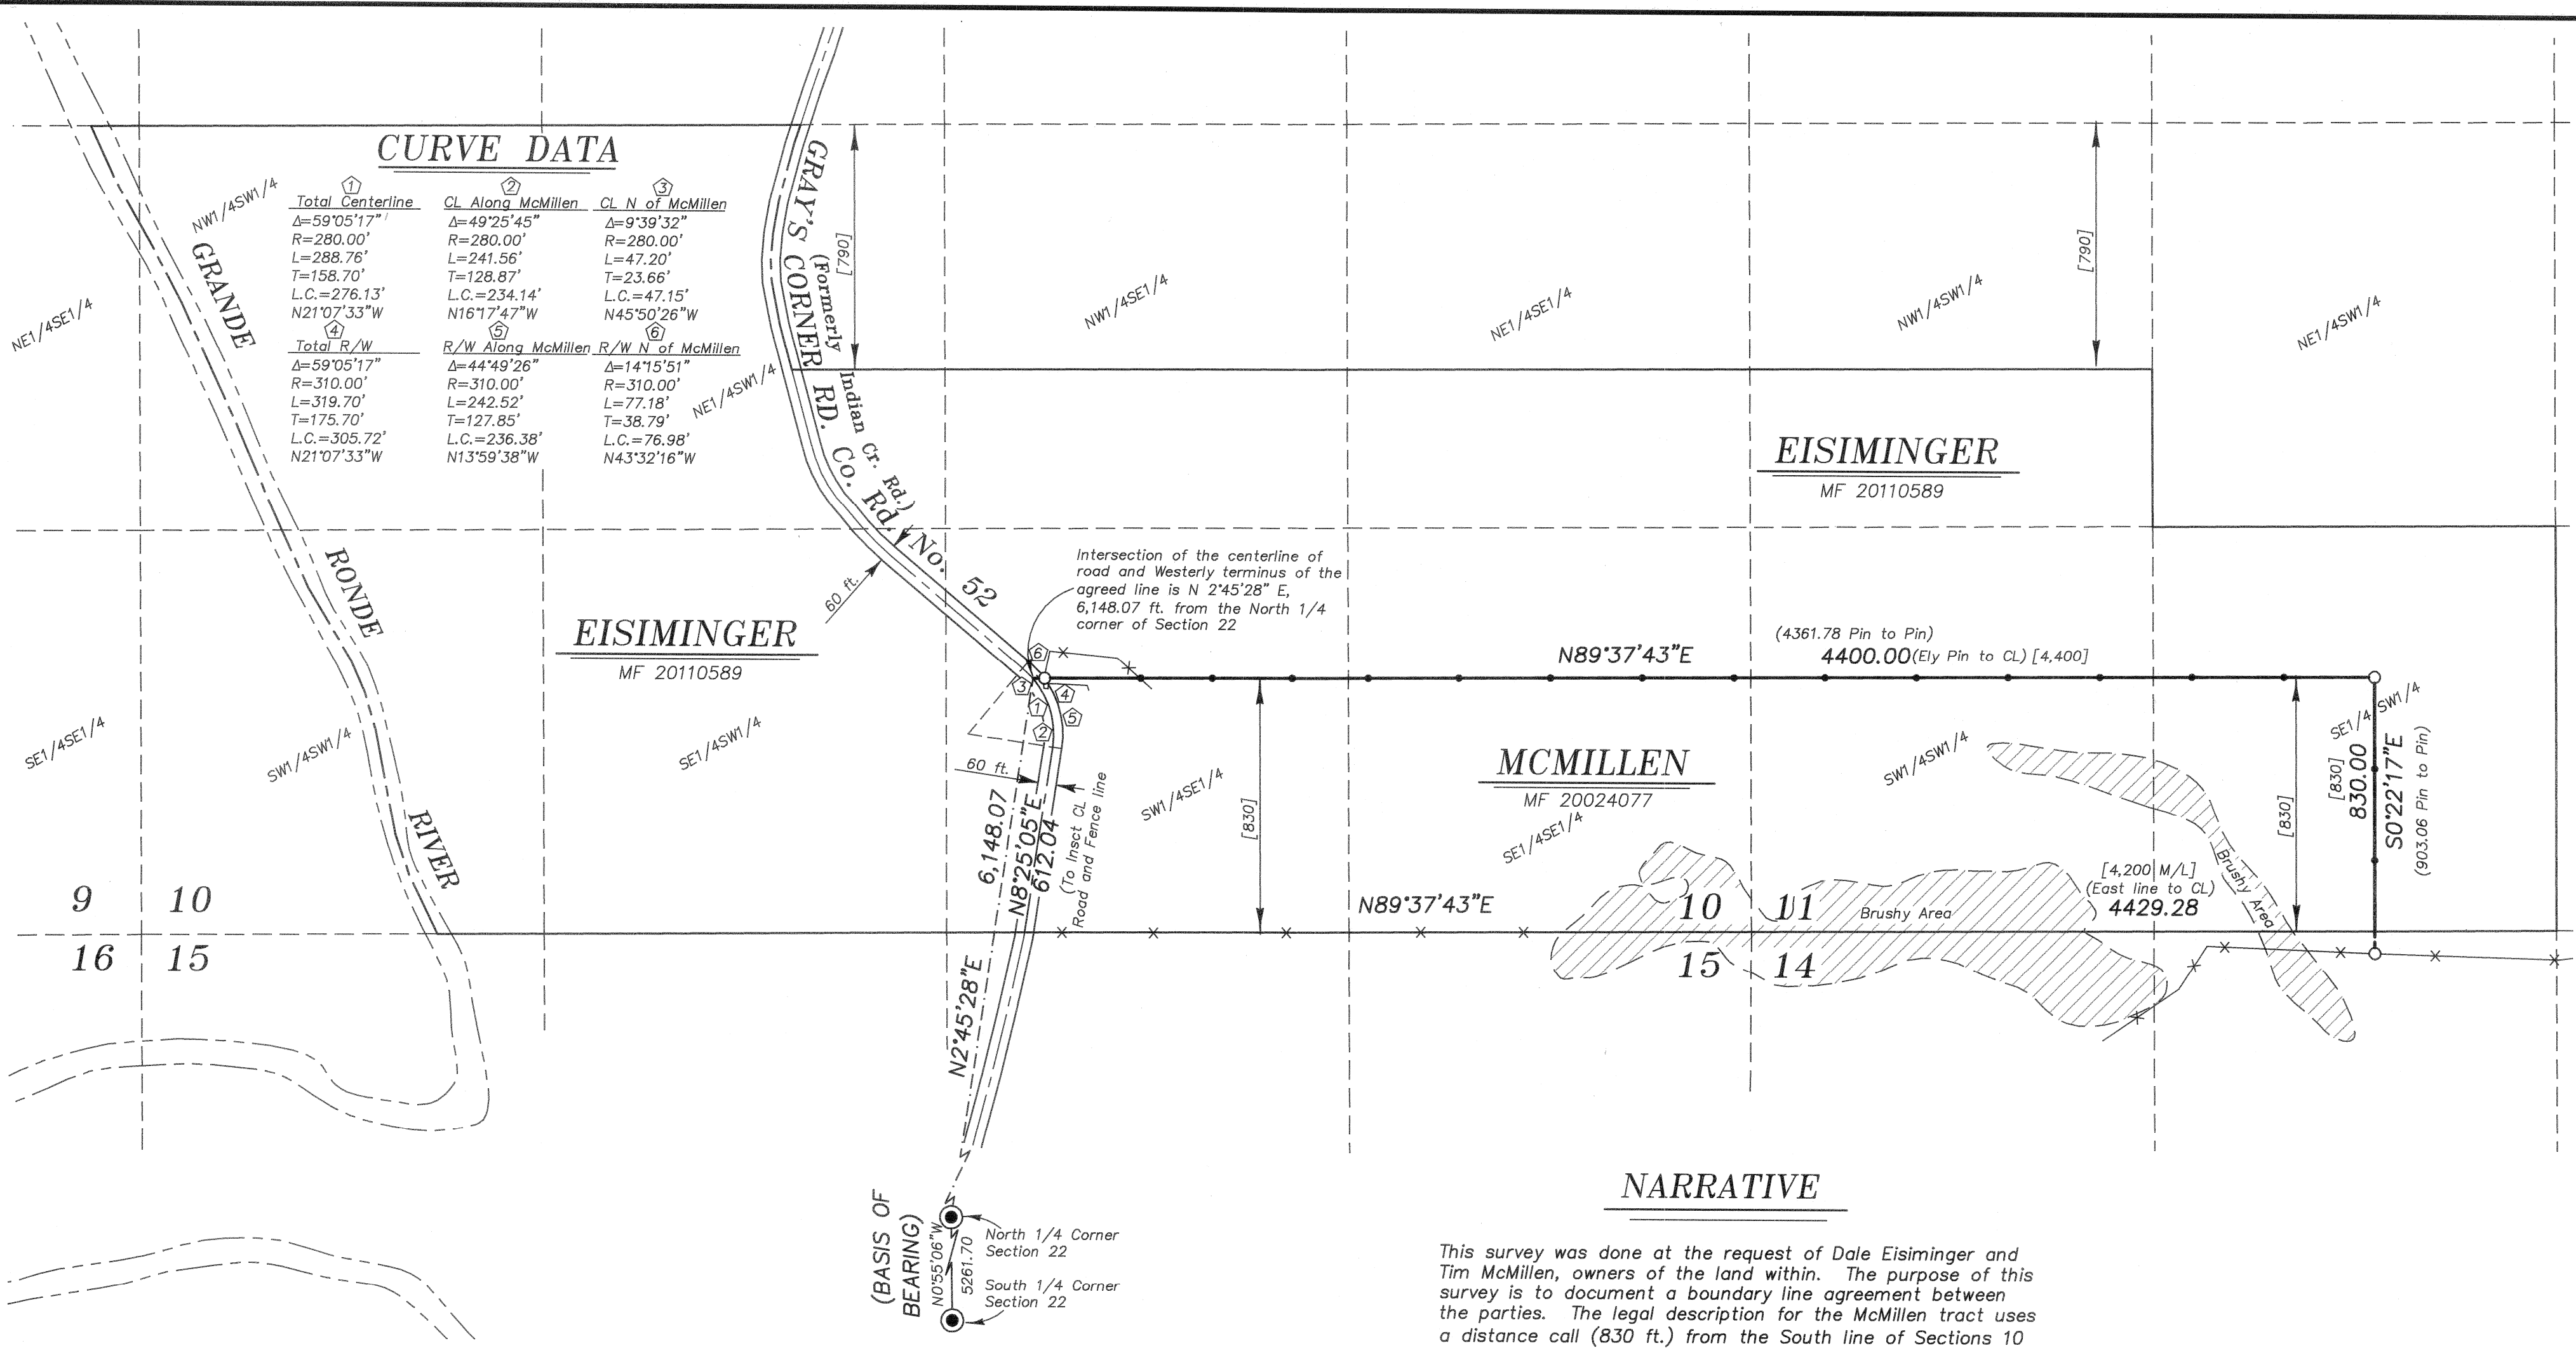 CURVE DATA
1 2 3
Total Centerline CL Along McMillen CL N of McMillen
Δ=59°05'17" Δ=49°25'45" Δ=9°39'32"
R=280.00' R=280.00' R=280.00'
L=288.76' L=241.56' L=47.20'
T=158.70' T=128.87' T=23.66'
L.C.=276.13' L.C.=234.14' L.C.=47.15'
N21°07'33"W N16°17'47"W N45°50'26"W
4 5 6
Total R/W R/W Along McMillen R/W N of McMillen
Δ=59°05'17" Δ=44°49'26" Δ=14°15'51"
R=310.00' R=310.00' R=310.00'
L=319.70' L=242.52' L=77.18'
T=175.70' T=127.85' T=38.79'
L.C.=305.72' L.C.=236.38' L.C.=76.98'
N21°07'33"W N13°59'38"W N43°32'16"W
NW1/4SW1/4
NE1/4SE1/4
GRANDE
RONDE
RIVER
GRAY'S CORNER RD. Co. Rd. No. 52
(Formerly Indian Cr. Rd.)
[790]
NE1/4SW1/4
NW1/4SE1/4
NE1/4SE1/4
NW1/4SW1/4
[790]
NE1/4SW1/4
EISIMINGER
MF 20110589
60 ft.
Intersection of the centerline of
road and Westerly terminus of the
agreed line is N 2°45'28" E,
6,148.07 ft. from the North 1/4
corner of Section 22
EISIMINGER
MF 20110589
N89°37'43"E
(4361.78 Pin to Pin)
4400.00 (Ely Pin to CL) [4,400]
6
3
4
1
5
2
SE1/4SE1/4
SW1/4SW1/4
SE1/4SW1/4
60 ft.
6,148.07
N8°25'05"E
612.04
(To Insct CL
Road and Fence line
SW1/4SE1/4
[830]
MCMILLEN
MF 20024077
SE1/4SE1/4
SW1/4SW1/4
SE1/4 SW1/4
[830]
[830]
830.00
S0°22'17"E
(903.06 Pin to Pin)
Brushy Area
[4,200 M/L]
(East line to CL)
4429.28
N89°37'43"E
Brushy Area
9 10
16 15
10 11
15 14
N2°45'28"E
(BASIS OF
BEARING)
N0°55'06"W
5261.70
North 1/4 Corner
Section 22
South 1/4 Corner
Section 22
NARRATIVE
This survey was done at the request of Dale Eisiminger and
Tim McMillen, owners of the land within. The purpose of this
survey is to document a boundary line agreement between
the parties. The legal description for the McMillen tract uses
a distance call (830 ft.) from the South line of Sections 10